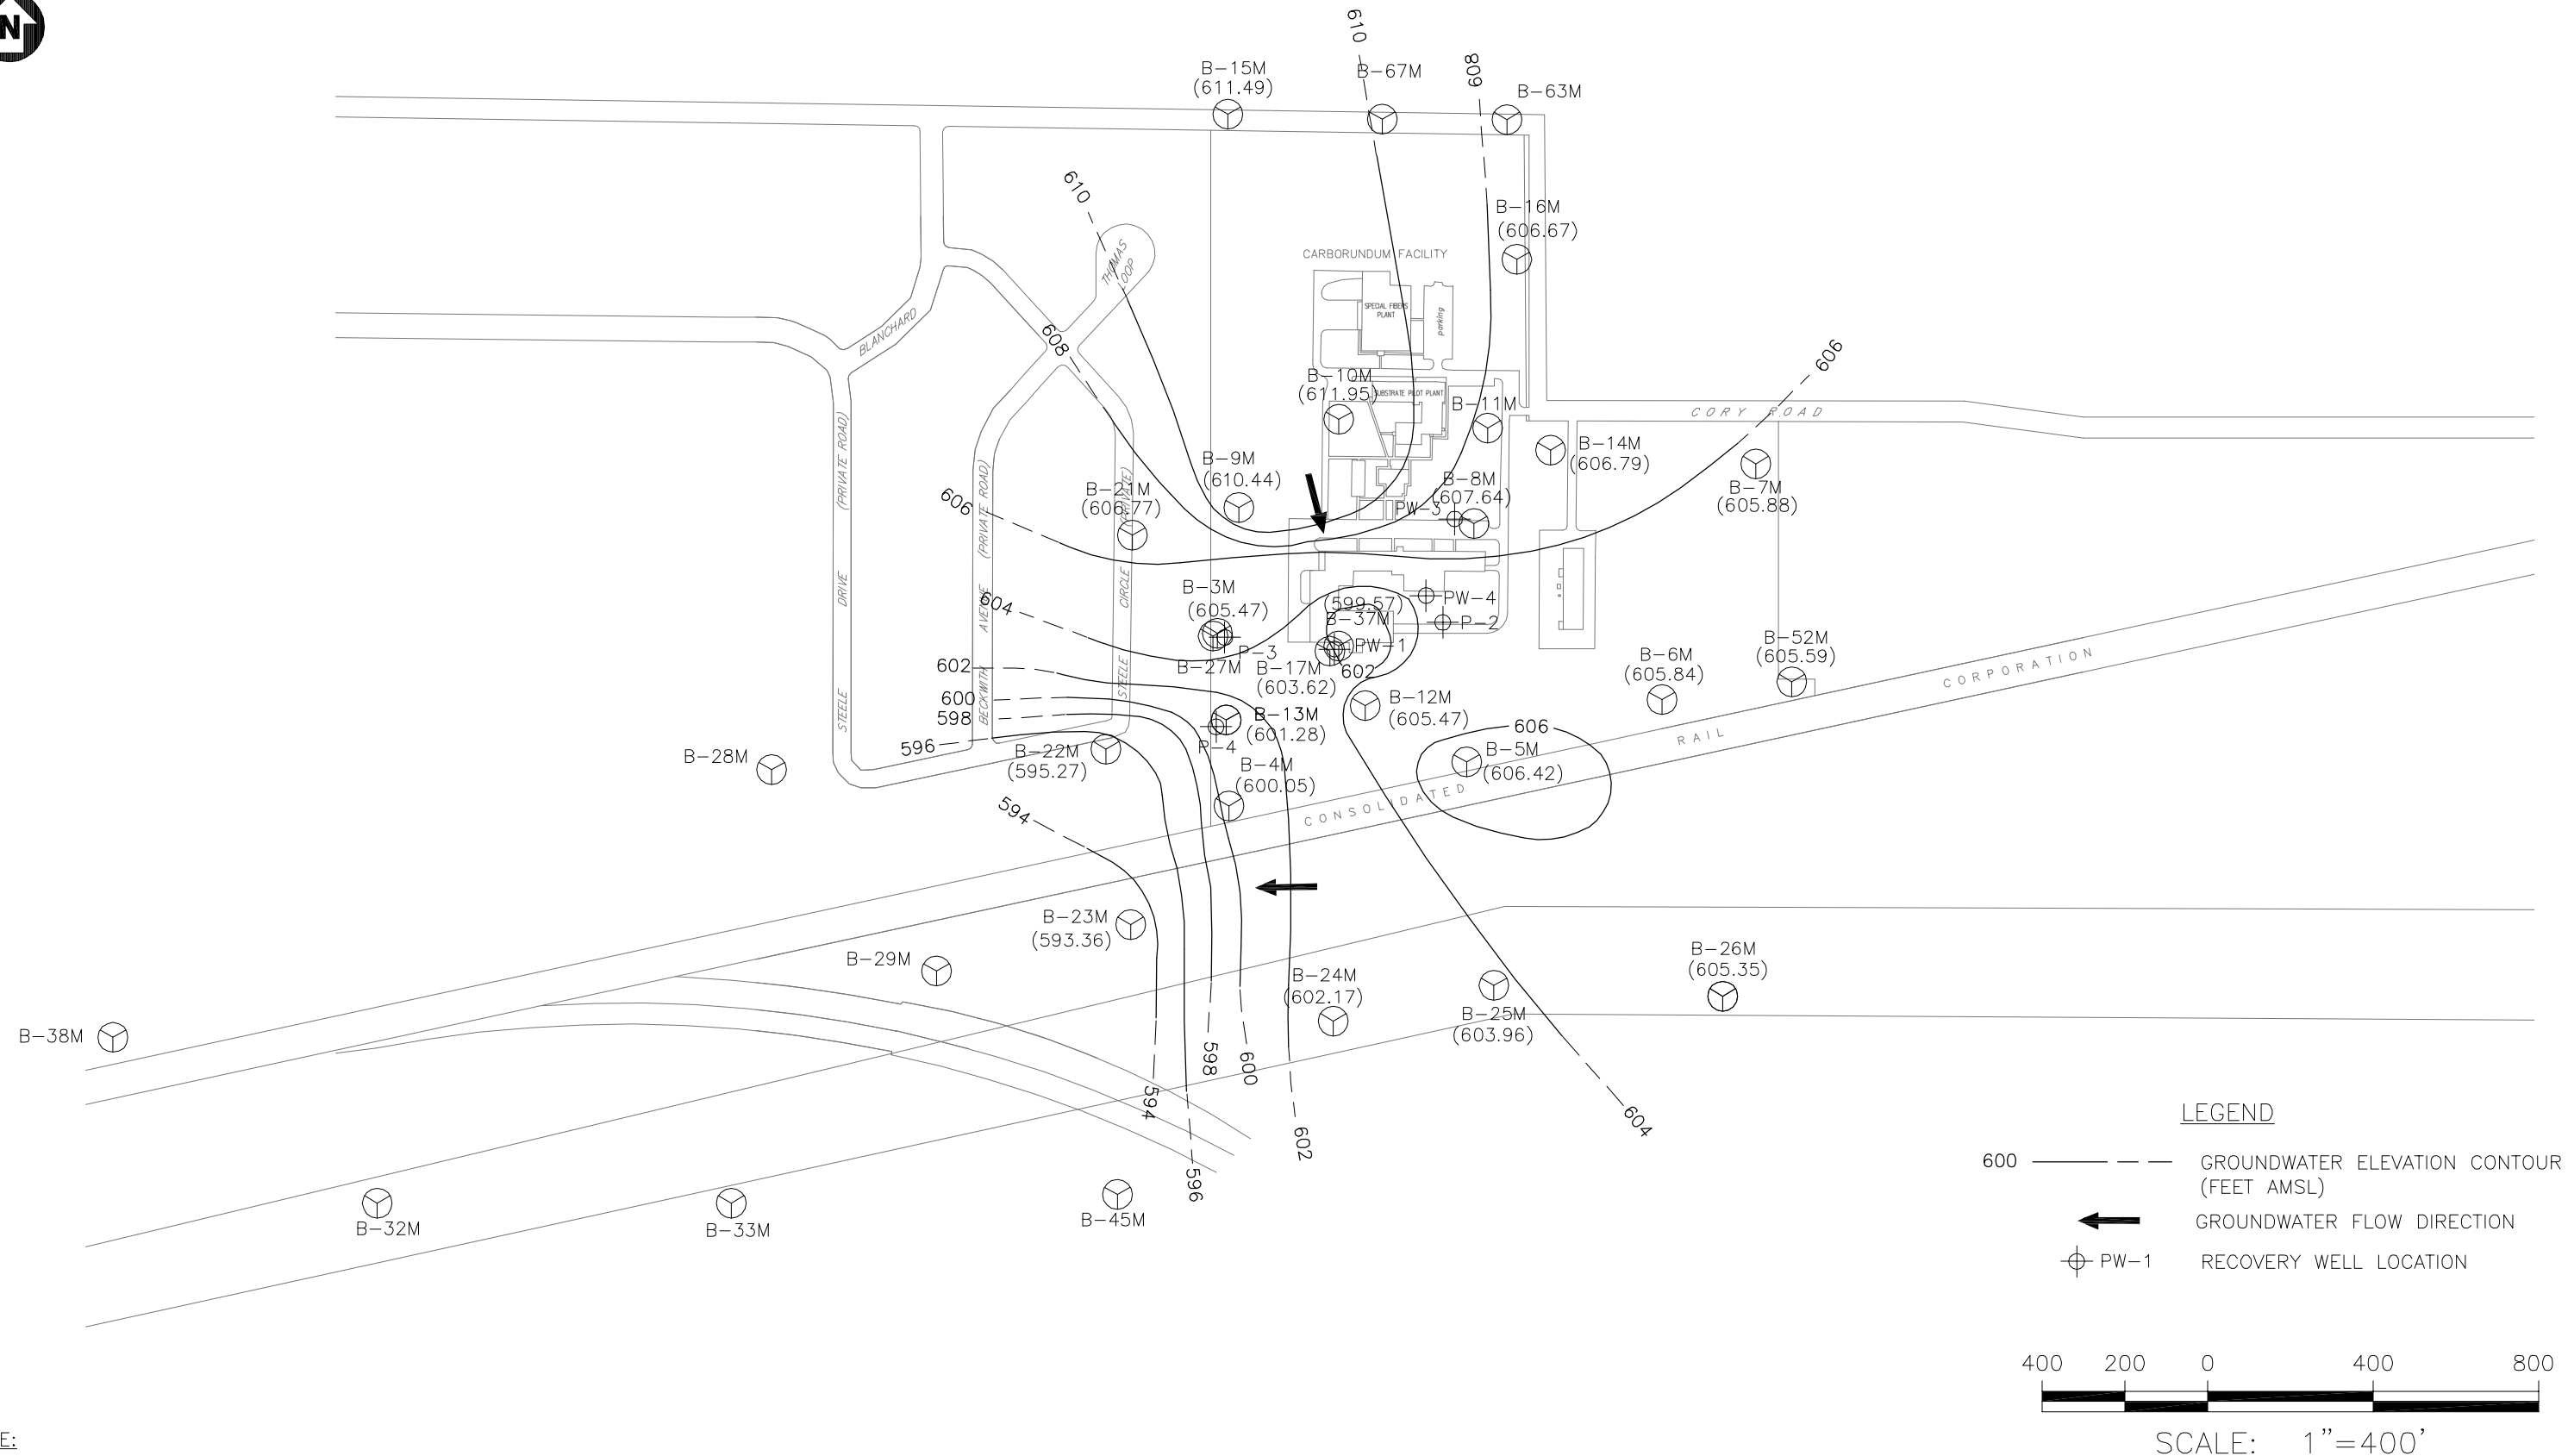 N
610
608
B-15M
(611.49)
B-67M
B-63M
610
B-16M
(606.67)
CARBORUNDUM FACILITY
THOMAS
LOOP
SPECIAL FIBERS
PLANT
parking
BLANCHARD
608
606
B-10M
(611.95)
SUBSTRATE PILOT PLANT
B-11M
CORY ROAD
B-14M
(606.79)
B-9M
(610.44)
B-8M
(607.64)
PW-3
B-7M
(605.88)
B-21M
(606.77)
606
STEELE DRIVE (PRIVATE ROAD)
BECKWITH AVENUE (PRIVATE ROAD)
STEELE CIRCLE (PRIVATE)
604
B-3M
(605.47)
P-3
B-27M
(599.57)
B-37M
PW-1
PW-4
P-2
B-17M
(603.62)
602
602
600
598
596
B-6M
(605.84)
B-52M
(605.59)
B-12M
(605.47)
B-13M
(601.28)
P-4
B-4M
(600.05)
B-22M
(595.27)
B-28M
606
B-5M
(606.42)
CONSOLIDATED RAIL CORPORATION
594
B-23M
(593.36)
B-29M
B-24M
(602.17)
B-25M
(603.96)
B-26M
(605.35)
B-38M
594
598
600
596
602
604
B-32M
B-33M
B-45M
LEGEND
600 GROUNDWATER ELEVATION CONTOUR
(FEET AMSL)
GROUNDWATER FLOW DIRECTION
PW-1 RECOVERY WELL LOCATION
400 200 0 400 800
SCALE: 1"=400'
E: